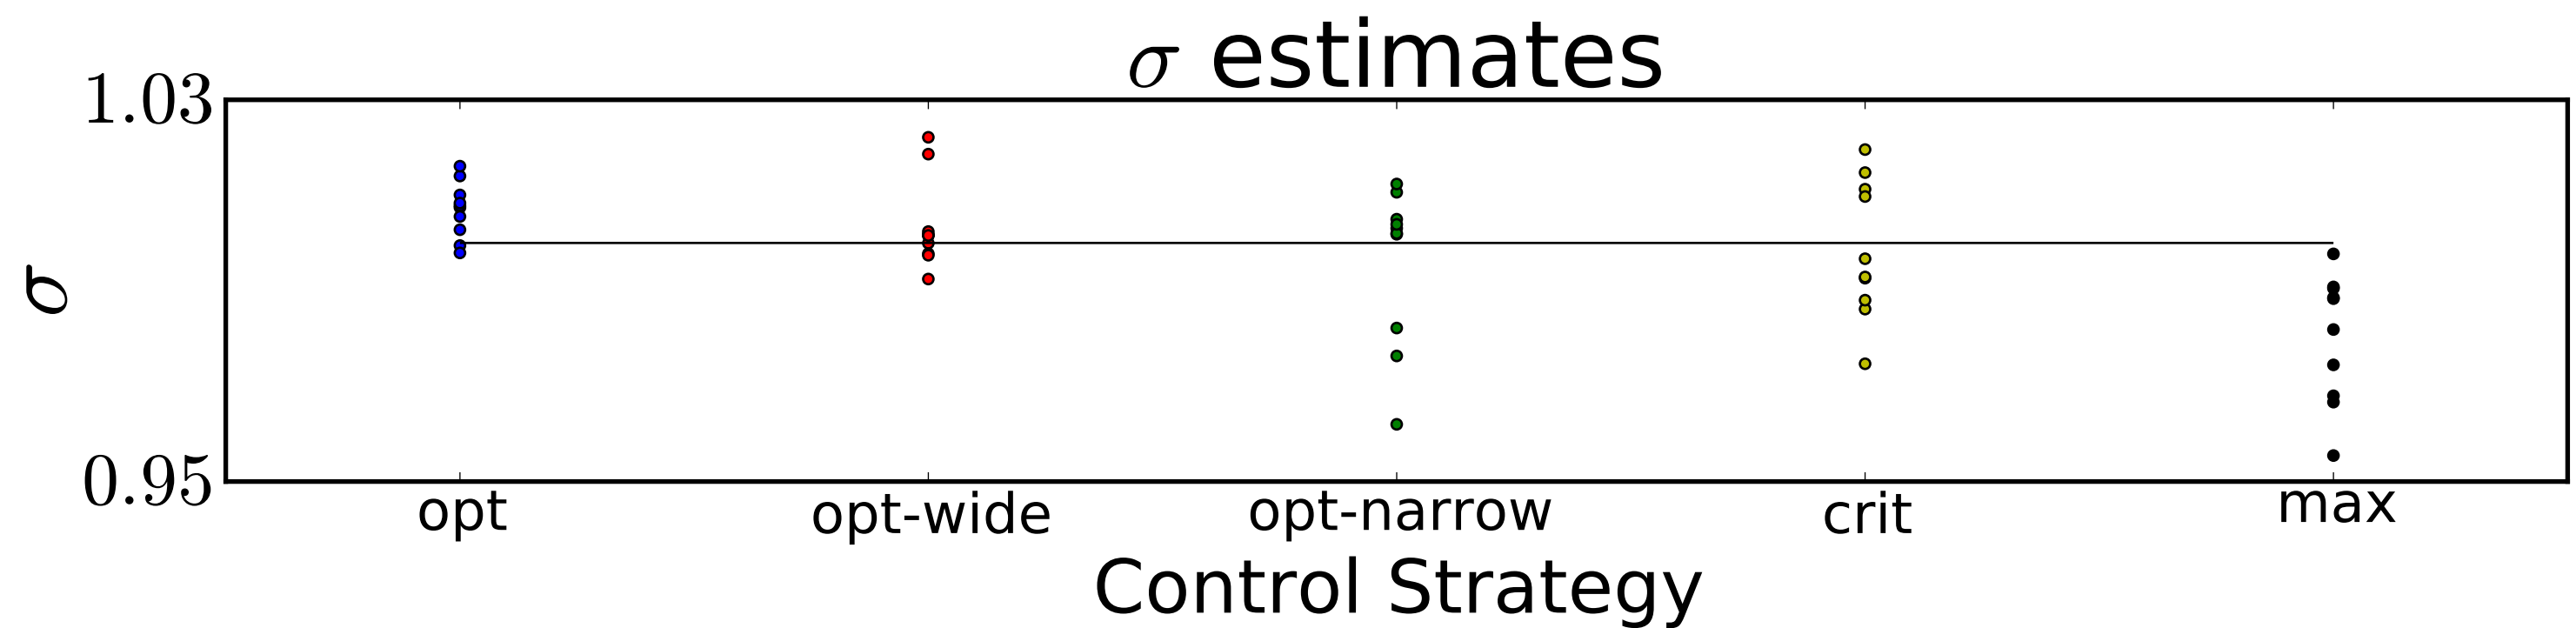 σ estimates
1.03
σ
0.95
opt
opt-wide
opt-narrow
crit
max
Control Strategy